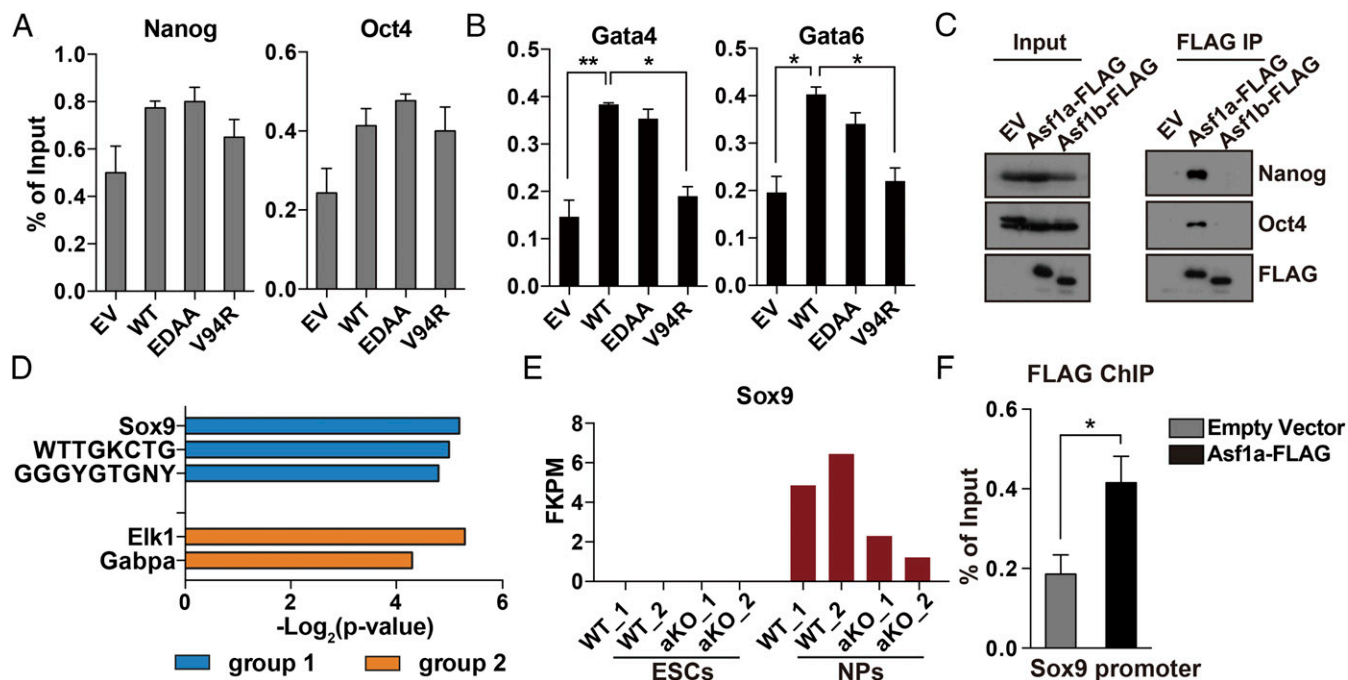 A
Nanog
Oct4
% of Input
1.0
0.8
0.6
0.4
0.2
0.0
EV
WT
EDAA
V94R
0.6
0.4
0.2
0.0
EV
WT
EDAA
V94R
B
Gata4
Gata6
0.5
0.4
0.3
0.2
0.1
0.0
**
*
EV
WT
EDAA
V94R
0.5
0.4
0.3
0.2
0.1
0.0
*
*
EV
WT
EDAA
V94R
C
Input
FLAG IP
EV
Asf1a-FLAG
Asf1b-FLAG
EV
Asf1a-FLAG
Asf1b-FLAG
Nanog
Oct4
FLAG
D
Sox9
WTTGKCTG
GGGYGTGNY
Elk1
Gabpa
0 2 4 6
-Log2(p-value)
group 1
group 2
E
Sox9
FKPM
8
6
4
2
0
WT_1
WT_2
aKO_1
aKO_2
WT_1
WT_2
aKO_1
aKO_2
ESCs
NPs
F
FLAG ChIP
% of Input
0.6
0.4
0.2
0.0
*
Empty Vector
Asf1a-FLAG
Sox9 promoter